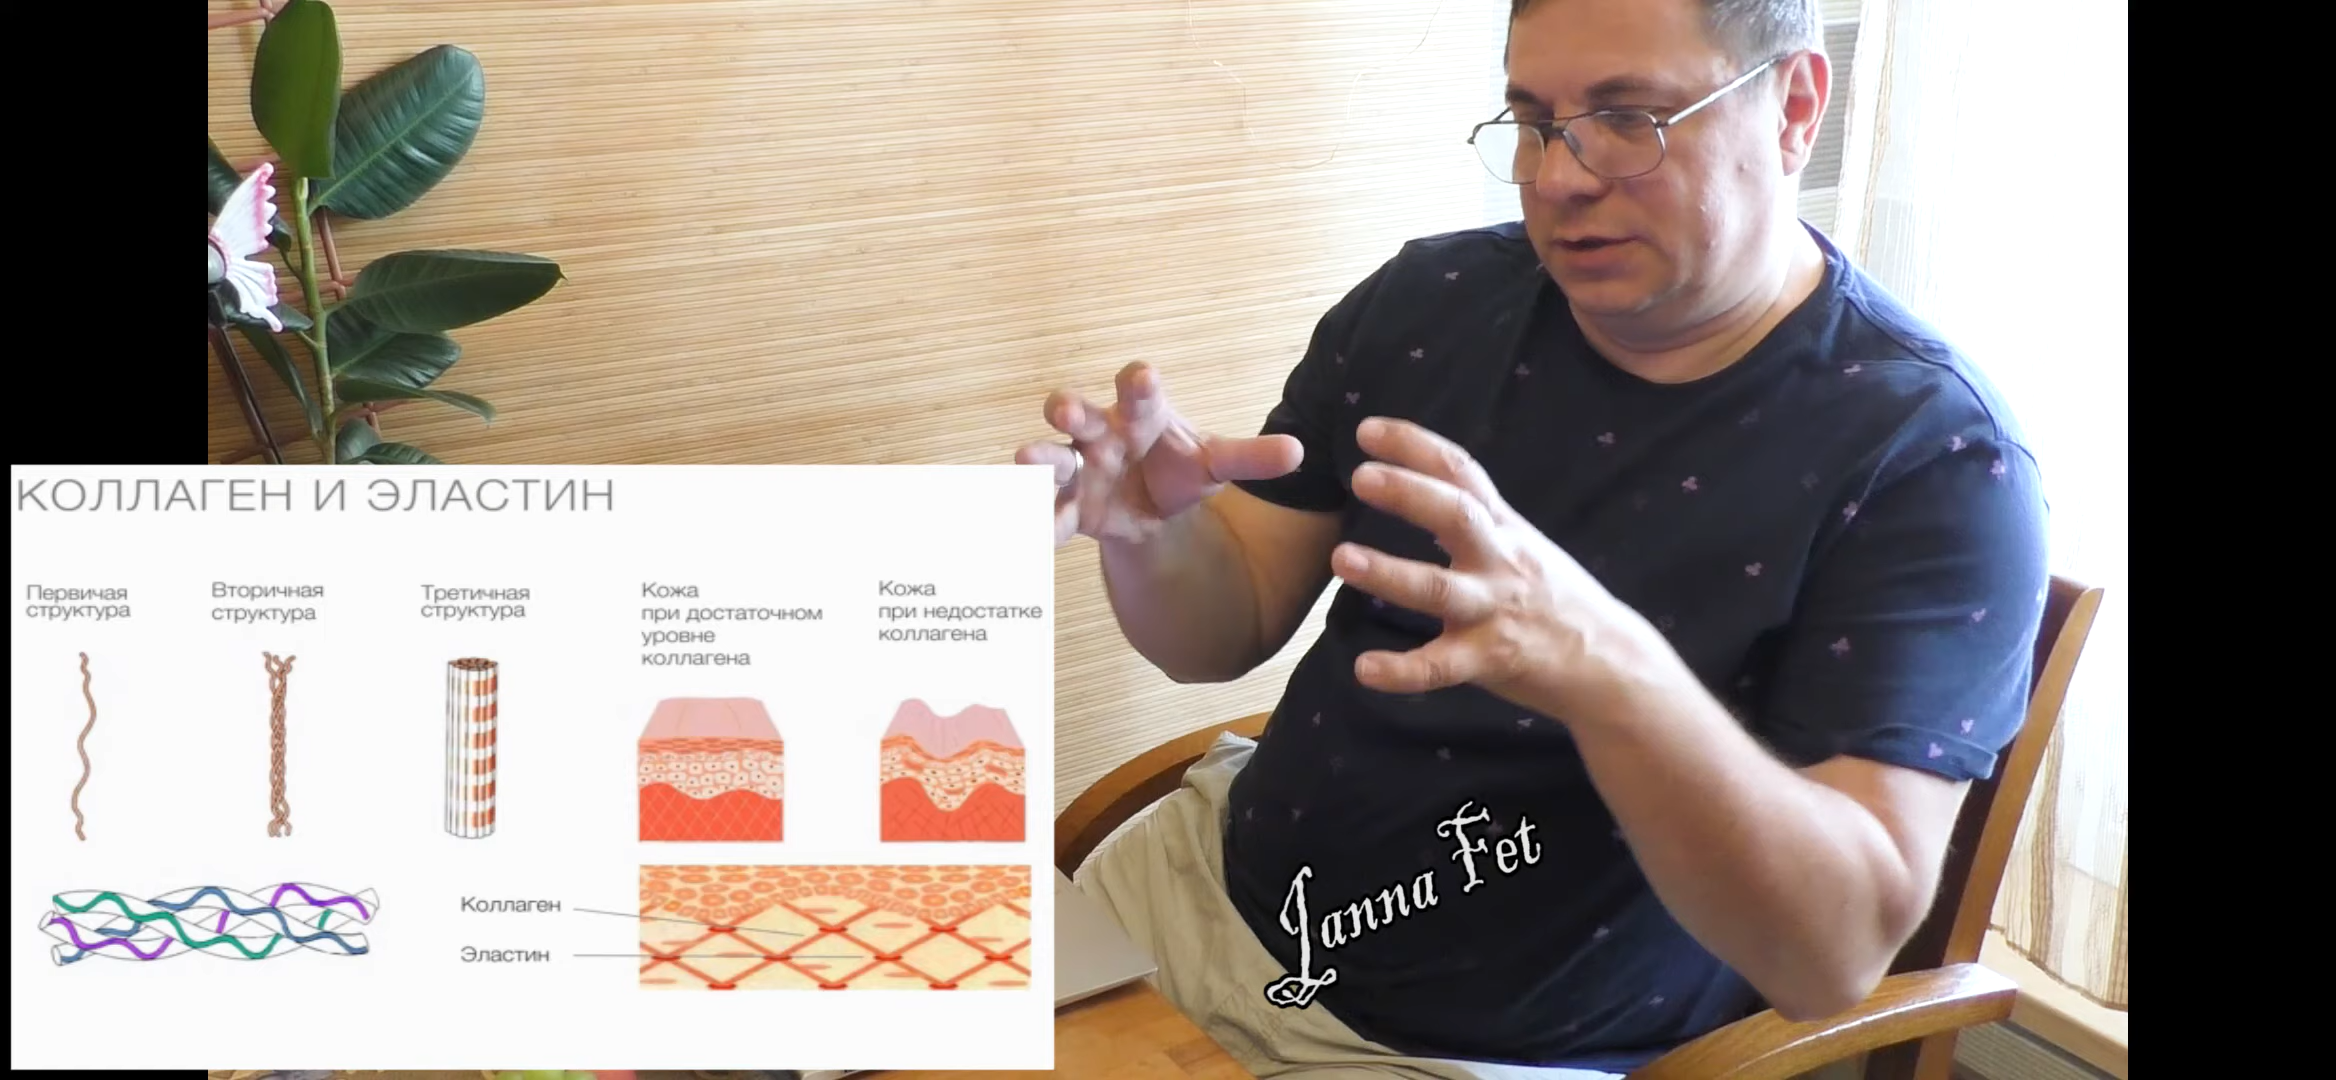 КОЛЛАГЕН И ЭЛАСТИН
Первичая
структура
Вторичная
структура
Третичная
структура
Кожа
при достаточном
уровне
коллагена
Кожа
при недостатке
коллагена
Коллаген
Эластин
Janna Fet